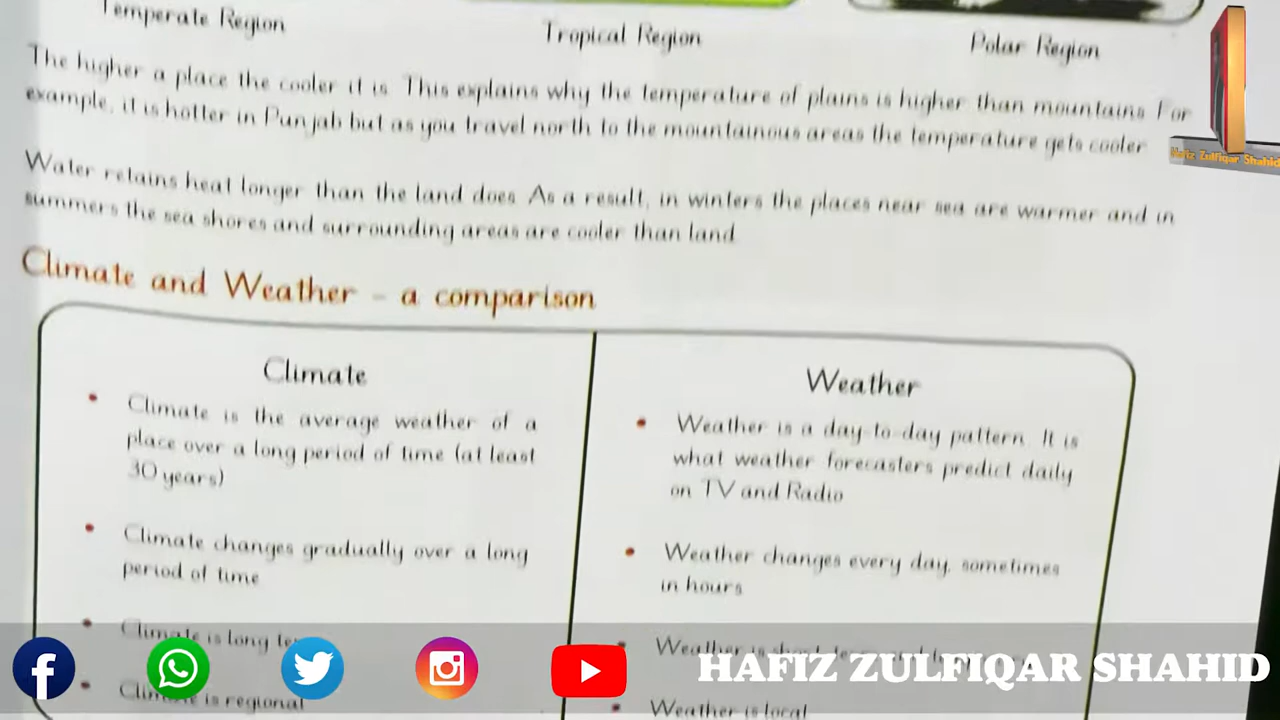 Temperate Region
Tropical Region
Polar Region
The higher a place the cooler it is. This explains why the temperature of plains is higher than mountains. For
example, it is hotter in Punjab but as you travel north to the mountainous areas the temperature gets cooler.
Water retains heat longer than the land does. As a result, in winters the places near sea are warmer and in
summers the sea shores and surrounding areas are cooler than land.
Climate and Weather – a comparison
Climate
• Climate is the average weather of a
place over a long period of time (at least
30 years)
• Climate changes gradually over a long
period of time
• Climate is long
• Climate is regional
Weather
• Weather is a day-to-day pattern. It is
what weather forecasters predict daily
on TV and Radio
• Weather changes every day, sometimes
in hours
• Weather is short
• Weather is local
Hafiz Zulfiqar Shahid
HAFIZ ZULFIQAR SHAHID